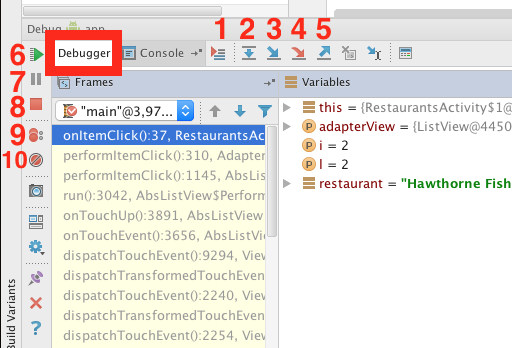 Debug app
1 2 3 4 5
6 Debugger Console
7 Frames Variables
8 "main"@3,97...
this = {RestaurantsActivity$1@
9 onItemClick():37, RestaurantsAc
adapterView = {ListView@4450
10 performItemClick():310, Adapter
i = 2
performItemClick():1145, AbsLis
l = 2
run():3042, AbsListView$Perform
restaurant = "Hawthorne Fish
onTouchUp():3891, AbsListView
onTouchEvent():3656, AbsListV
dispatchTouchEvent():9294, View
dispatchTransformedTouchEven
dispatchTouchEvent():2240, View
dispatchTransformedTouchEven
dispatchTouchEvent():2254, View
Build Variants